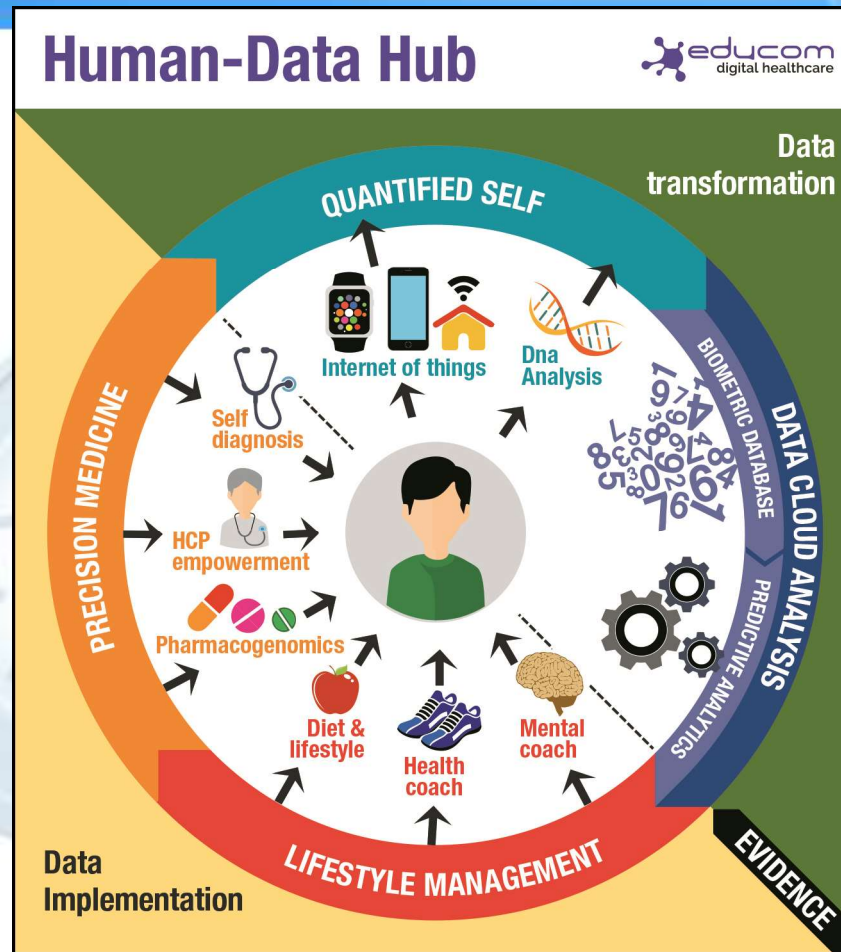 Human-Data Hub
educom
digital healthcare
Data
transformation
QUANTIFIED SELF
Internet of things
Dna
Analysis
BIOMETRIC DATABASE
DATA CLOUD ANALYSIS
PREDICTIVE ANALYTICS
PRECISION MEDICINE
Self
diagnosis
HCP
empowerment
Pharmacogenomics
Diet &
lifestyle
Health
coach
Mental
coach
LIFESTYLE MANAGEMENT
Data
Implementation
EVIDENCE